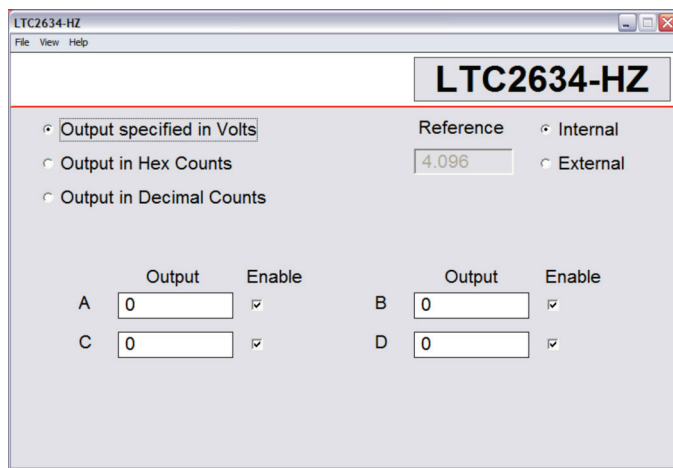 LTC2634-HZ
File View Help
LTC2634-HZ
Output specified in Volts
Reference
Internal
Output in Hex Counts
4.096
External
Output in Decimal Counts
Output Enable Output Enable
A 0 B 0
C 0 D 0